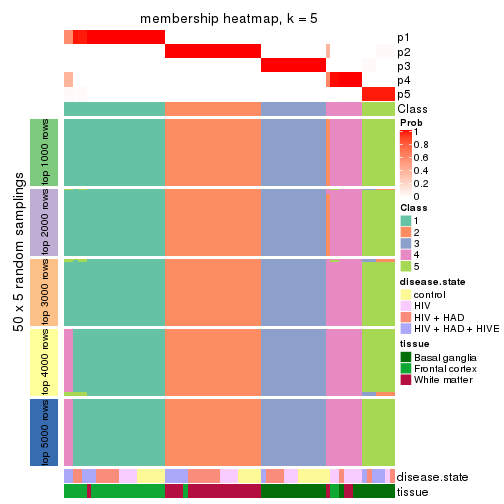 membership heatmap, k = 5
p1
p2
p3
p4
p5
Class
50 x 5 random samplings
top 1000 rows
top 2000 rows
top 3000 rows
top 4000 rows
top 5000 rows
Prob
1
0.8
0.6
0.4
0.2
0
Class
1
2
3
4
5
disease.state
control
HIV
HIV + HAD
HIV + HAD + HIVE
tissue
Basal ganglia
Frontal cortex
White matter
disease.state
tissue